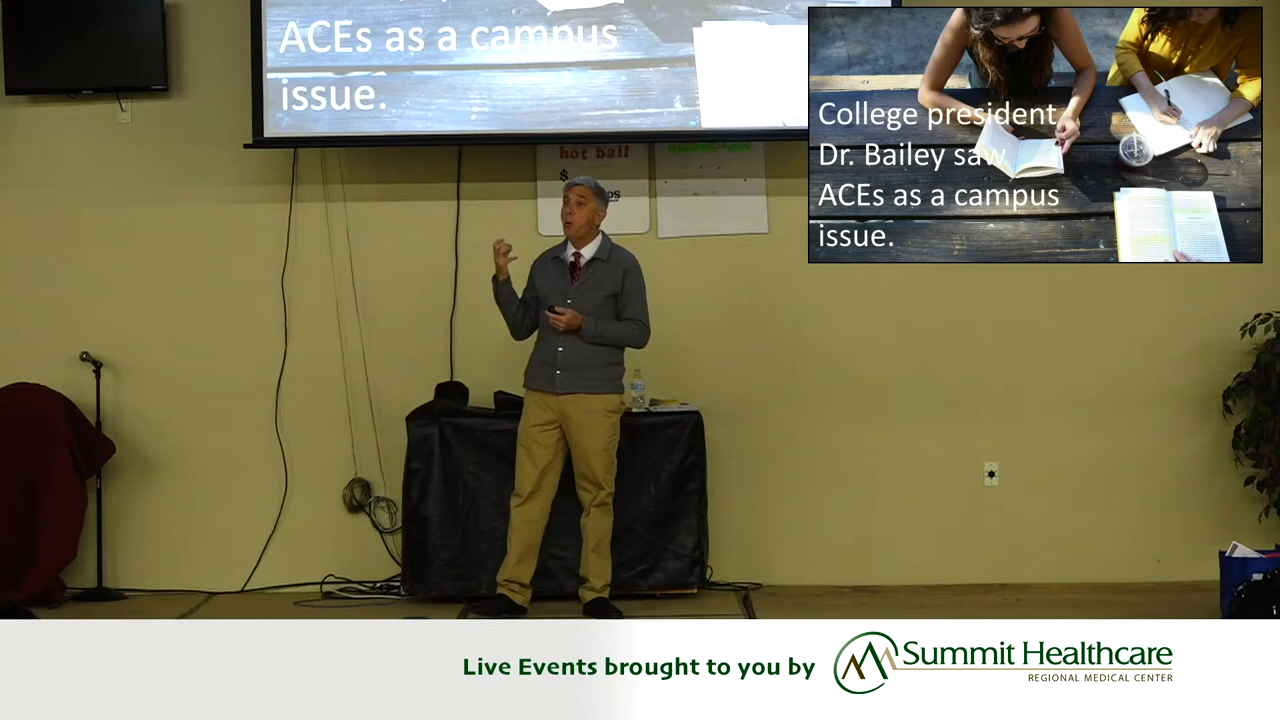 ACEs as a campus
issue.
hot ball
$
College president
Dr. Bailey saw
ACEs as a campus
issue.
Live Events brought to you by
Summit Healthcare
REGIONAL MEDICAL CENTER